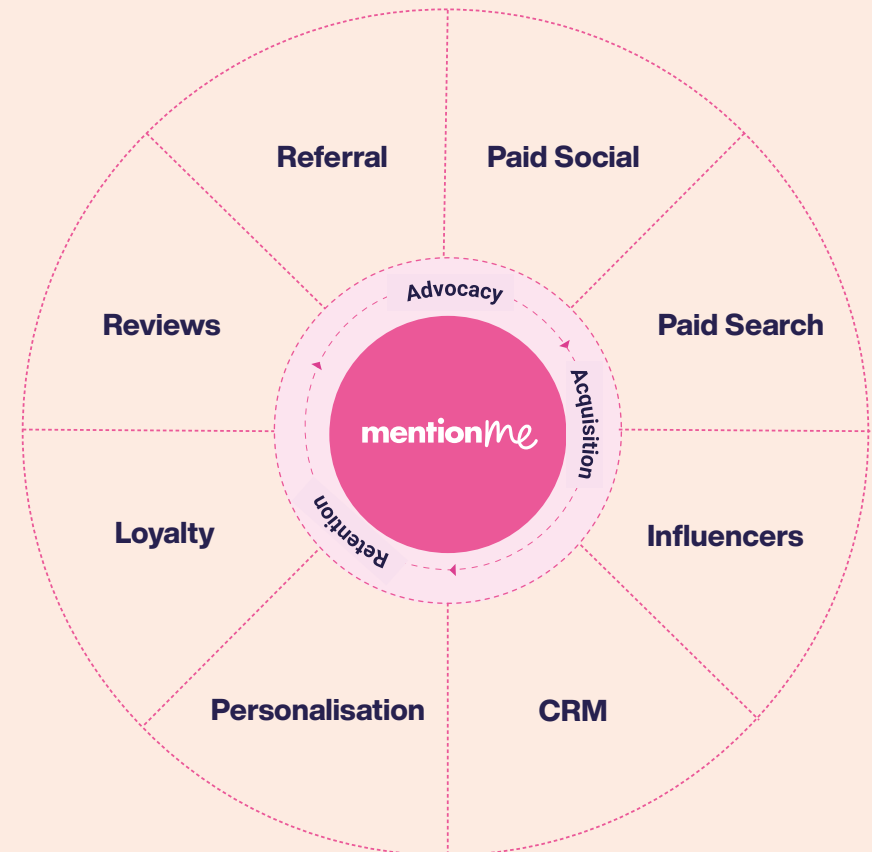 Referral
Paid Social
Reviews
Advocacy
Paid Search
Acquisition
mentionme
Retention
Loyalty
Influencers
Personalisation
CRM